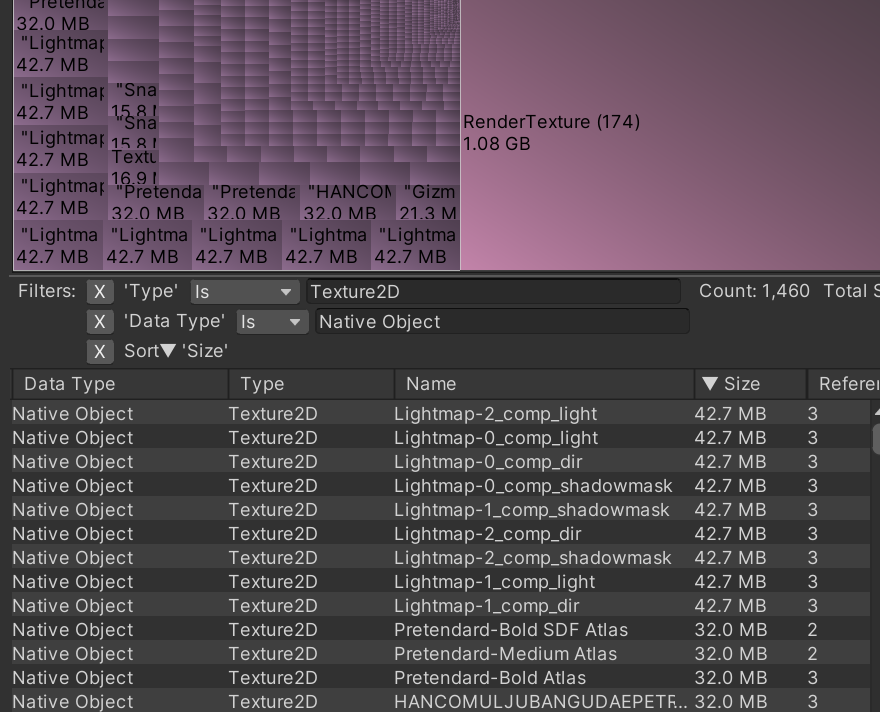 "Pretenda
32.0 MB
"Lightmap
42.7 MB
"Lightmap
42.7 MB
"Lightmap
42.7 MB
"Lightmap
42.7 MB
"Sna
15.8 M
"Sna
15.8 M
Textu
16.9 M
"Pretenda
32.0 MB
"Pretenda
32.0 MB
"HANCOM
32.0 MB
"Gizm
21.3 M
"Lightma
42.7 MB
"Lightma
42.7 MB
"Lightma
42.7 MB
"Lightma
42.7 MB
"Lightma
42.7 MB
RenderTexture (174)
1.08 GB
Filters: X 'Type' Is Texture2D Count: 1,460 Total S
X 'Data Type' Is Native Object
X Sort▼ 'Size'
Data Type Type Name ▼ Size Referer
Native Object Texture2D Lightmap-2_comp_light 42.7 MB 3
Native Object Texture2D Lightmap-0_comp_light 42.7 MB 3
Native Object Texture2D Lightmap-0_comp_dir 42.7 MB 3
Native Object Texture2D Lightmap-0_comp_shadowmask 42.7 MB 3
Native Object Texture2D Lightmap-1_comp_shadowmask 42.7 MB 3
Native Object Texture2D Lightmap-2_comp_dir 42.7 MB 3
Native Object Texture2D Lightmap-2_comp_shadowmask 42.7 MB 3
Native Object Texture2D Lightmap-1_comp_light 42.7 MB 3
Native Object Texture2D Lightmap-1_comp_dir 42.7 MB 3
Native Object Texture2D Pretendard-Bold SDF Atlas 32.0 MB 2
Native Object Texture2D Pretendard-Medium Atlas 32.0 MB 2
Native Object Texture2D Pretendard-Bold Atlas 32.0 MB 3
Native Object Texture2D HANCOMULJUBANGUDAEPETR... 32.0 MB 3